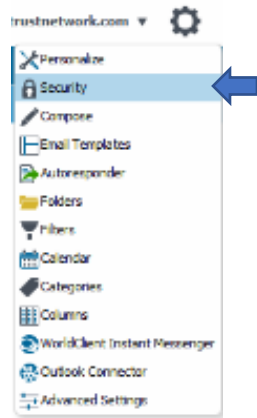 trustnetwork.com
Personalize
Security
Compose
Email Templates
Autoresponder
Folders
Filters
Calendar
Categories
Columns
WorldClient Instant Messenger
Outlook Connector
Advanced Settings